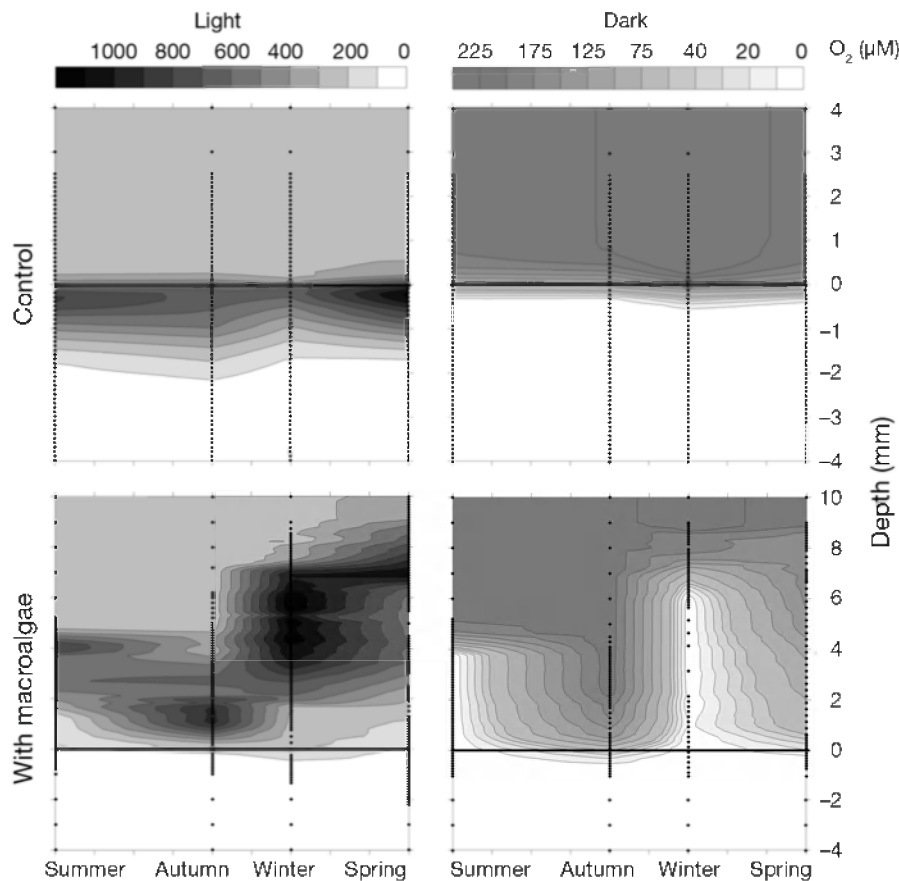 Light Dark
1000 800 600 400 200 0 225 175 125 75 40 0 O2 (µM)
Control
4
3
2
1
0
−1
−2
−3
−4
Depth (mm)
With macroalgae
10
8
6
4
2
0
−2
−4
Summer Autumn Winter Spring Summer Autumn Winter Spring